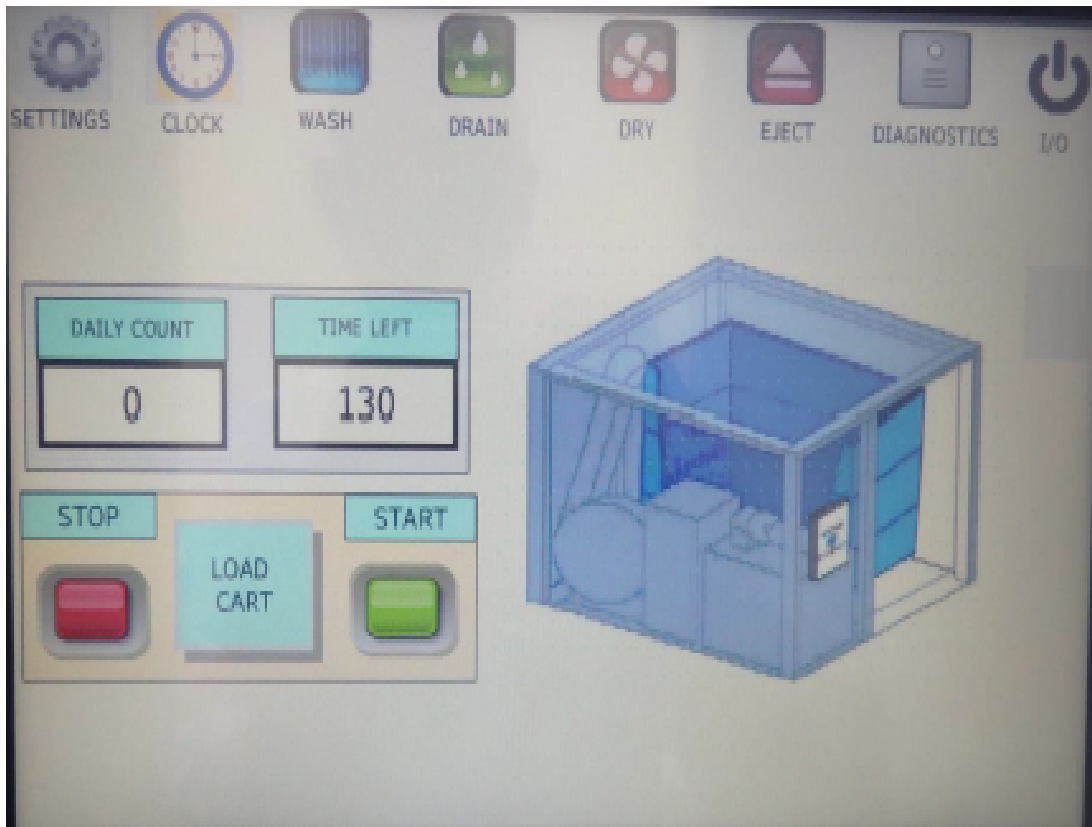 SETTINGS
CLOCK
WASH
DRAIN
DRY
EJECT
DIAGNOSTICS
I/O
DAILY COUNT
TIME LEFT
0
130
STOP
START
LOAD
CART